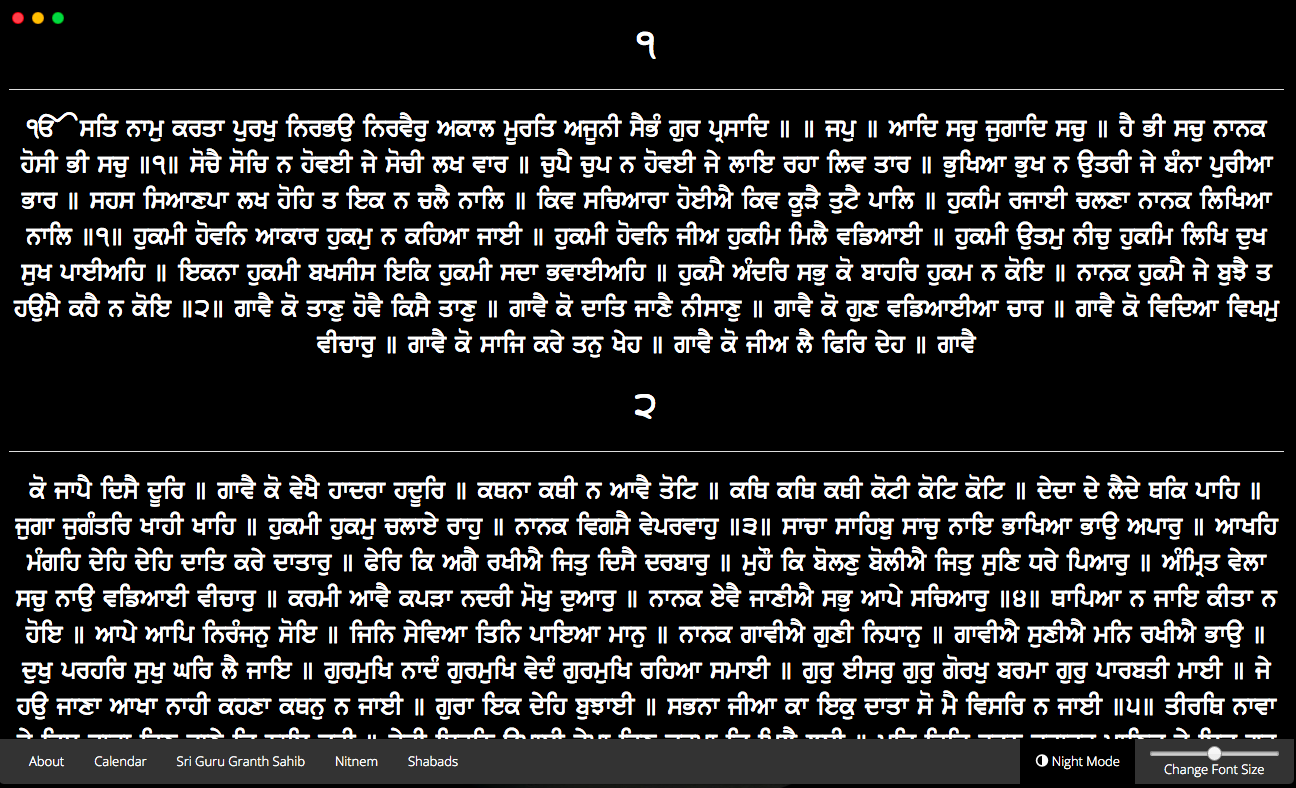 ੧
ੴ ਸਤਿ ਨਾਮੁ ਕਰਤਾ ਪੁਰਖੁ ਨਿਰਭਉ ਨਿਰਵੈਰੁ ਅਕਾਲ ਮੂਰਤਿ ਅਜੂਨੀ ਸੈਭੰ ਗੁਰ ਪ੍ਰਸਾਦਿ ॥ ॥ ਜਪੁ ॥ ਆਦਿ ਸਚੁ ਜੁਗਾਦਿ ਸਚੁ ॥ ਹੈ ਭੀ ਸਚੁ ਨਾਨਕ
ਹੋਸੀ ਭੀ ਸਚੁ ॥੧॥ ਸੋਚੈ ਸੋਚਿ ਨ ਹੋਵਈ ਜੇ ਸੋਚੀ ਲਖ ਵਾਰ ॥ ਚੁਪੈ ਚੁਪ ਨ ਹੋਵਈ ਜੇ ਲਾਇ ਰਹਾ ਲਿਵ ਤਾਰ ॥ ਭੁਖਿਆ ਭੁਖ ਨ ਉਤਰੀ ਜੇ ਬੰਨਾ ਪੁਰੀਆ
ਭਾਰ ॥ ਸਹਸ ਸਿਆਣਪਾ ਲਖ ਹੋਹਿ ਤ ਇਕ ਨ ਚਲੈ ਨਾਲਿ ॥ ਕਿਵ ਸਚਿਆਰਾ ਹੋਈਐ ਕਿਵ ਕੂੜੈ ਤੁਟੈ ਪਾਲਿ ॥ ਹੁਕਮਿ ਰਜਾਈ ਚਲਣਾ ਨਾਨਕ ਲਿਖਿਆ
ਨਾਲਿ ॥੧॥ ਹੁਕਮੀ ਹੋਵਨਿ ਆਕਾਰ ਹੁਕਮੁ ਨ ਕਹਿਆ ਜਾਈ ॥ ਹੁਕਮੀ ਹੋਵਨਿ ਜੀਅ ਹੁਕਮਿ ਮਿਲੈ ਵਡਿਆਈ ॥ ਹੁਕਮੀ ਉਤਮੁ ਨੀਚੁ ਹੁਕਮਿ ਲਿਖਿ ਦੁਖ
ਸੁਖ ਪਾਈਅਹਿ ॥ ਇਕਨਾ ਹੁਕਮੀ ਬਖਸੀਸ ਇਕਿ ਹੁਕਮੀ ਸਦਾ ਭਵਾਈਅਹਿ ॥ ਹੁਕਮੈ ਅੰਦਰਿ ਸਭੁ ਕੋ ਬਾਹਰਿ ਹੁਕਮ ਨ ਕੋਇ ॥ ਨਾਨਕ ਹੁਕਮੈ ਜੇ ਬੁਝੈ ਤ
ਹਉਮੈ ਕਹੈ ਨ ਕੋਇ ॥੨॥ ਗਾਵੈ ਕੋ ਤਾਣੁ ਹੋਵੈ ਕਿਸੈ ਤਾਣੁ ॥ ਗਾਵੈ ਕੋ ਦਾਤਿ ਜਾਣੈ ਨੀਸਾਣੁ ॥ ਗਾਵੈ ਕੋ ਗੁਣ ਵਡਿਆਈਆ ਚਾਰ ॥ ਗਾਵੈ ਕੋ ਵਿਦਿਆ ਵਿਖਮੁ
ਵੀਚਾਰੁ ॥ ਗਾਵੈ ਕੋ ਸਾਜਿ ਕਰੇ ਤਨੁ ਖੇਹ ॥ ਗਾਵੈ ਕੋ ਜੀਅ ਲੈ ਫਿਰਿ ਦੇਹ ॥ ਗਾਵੈ
੨
ਕੋ ਜਾਪੈ ਦਿਸੈ ਦੂਰਿ ॥ ਗਾਵੈ ਕੋ ਵੇਖੈ ਹਾਦਰਾ ਹਦੂਰਿ ॥ ਕਥਨਾ ਕਥੀ ਨ ਆਵੈ ਤੋਟਿ ॥ ਕਥਿ ਕਥਿ ਕਥੀ ਕੋਟੀ ਕੋਟਿ ਕੋਟਿ ॥ ਦੇਦਾ ਦੇ ਲੈਦੇ ਥਕਿ ਪਾਹਿ ॥
ਜੁਗਾ ਜੁਗੰਤਰਿ ਖਾਹੀ ਖਾਹਿ ॥ ਹੁਕਮੀ ਹੁਕਮੁ ਚਲਾਏ ਰਾਹੁ ॥ ਨਾਨਕ ਵਿਗਸੈ ਵੇਪਰਵਾਹੁ ॥੩॥ ਸਾਚਾ ਸਾਹਿਬੁ ਸਾਚੁ ਨਾਇ ਭਾਖਿਆ ਭਾਉ ਅਪਾਰੁ ॥ ਆਖਹਿ
ਮੰਗਹਿ ਦੇਹਿ ਦੇਹਿ ਦਾਤਿ ਕਰੇ ਦਾਤਾਰੁ ॥ ਫੇਰਿ ਕਿ ਅਗੈ ਰਖੀਐ ਜਿਤੁ ਦਿਸੈ ਦਰਬਾਰੁ ॥ ਮੁਹੌ ਕਿ ਬੋਲਣੁ ਬੋਲੀਐ ਜਿਤੁ ਸੁਣਿ ਧਰੇ ਪਿਆਰੁ ॥ ਅੰਮ੍ਰਿਤ ਵੇਲਾ
ਸਚੁ ਨਾਉ ਵਡਿਆਈ ਵੀਚਾਰੁ ॥ ਕਰਮੀ ਆਵੈ ਕਪੜਾ ਨਦਰੀ ਮੋਖੁ ਦੁਆਰੁ ॥ ਨਾਨਕ ਏਵੈ ਜਾਣੀਐ ਸਭੁ ਆਪੇ ਸਚਿਆਰੁ ॥੪॥ ਥਾਪਿਆ ਨ ਜਾਇ ਕੀਤਾ ਨ
ਹੋਇ ॥ ਆਪੇ ਆਪਿ ਨਿਰੰਜਨੁ ਸੋਇ ॥ ਜਿਨਿ ਸੇਵਿਆ ਤਿਨਿ ਪਾਇਆ ਮਾਨੁ ॥ ਨਾਨਕ ਗਾਵੀਐ ਗੁਣੀ ਨਿਧਾਨੁ ॥ ਗਾਵੀਐ ਸੁਣੀਐ ਮਨਿ ਰਖੀਐ ਭਾਉ ॥
ਦੁਖੁ ਪਰਹਰਿ ਸੁਖੁ ਘਰਿ ਲੈ ਜਾਇ ॥ ਗੁਰਮੁਖਿ ਨਾਦੰ ਗੁਰਮੁਖਿ ਵੇਦੰ ਗੁਰਮੁਖਿ ਰਹਿਆ ਸਮਾਈ ॥ ਗੁਰੁ ਈਸਰੁ ਗੁਰੁ ਗੋਰਖੁ ਬਰਮਾ ਗੁਰੁ ਪਾਰਬਤੀ ਮਾਈ ॥ ਜੇ
ਹਉ ਜਾਣਾ ਆਖਾ ਨਾਹੀ ਕਹਣਾ ਕਥਨੁ ਨ ਜਾਈ ॥ ਗੁਰਾ ਇਕ ਦੇਹਿ ਬੁਝਾਈ ॥ ਸਭਨਾ ਜੀਆ ਕਾ ਇਕੁ ਦਾਤਾ ਸੋ ਮੈ ਵਿਸਰਿ ਨ ਜਾਈ ॥੫॥ ਤੀਰਥਿ ਨਾਵਾ
About Calendar Sri Guru Granth Sahib Nitnem Shabads Night Mode Change Font Size